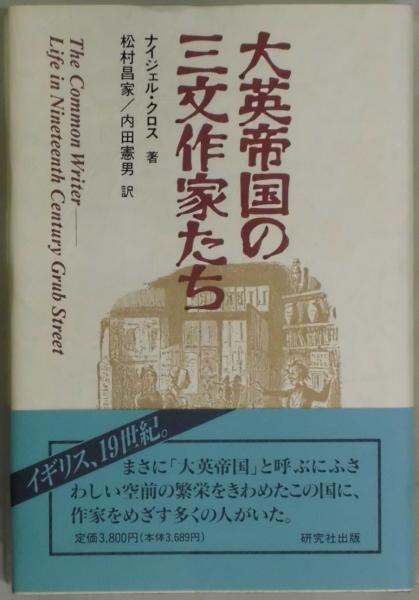 大英帝国の
三文作家たち
ナイジェル・クロス 著
松村昌家／内田憲男 訳
The Common Writer——
Life in Nineteenth Century Grub Street
イギリス、19世紀。
まさに「大英帝国」と呼ぶにふさ
わしい空前の繁栄をきわめたこの国に、
作家をめざす多くの人がいた。
定価3,800円（本体3,689円） 研究社出版